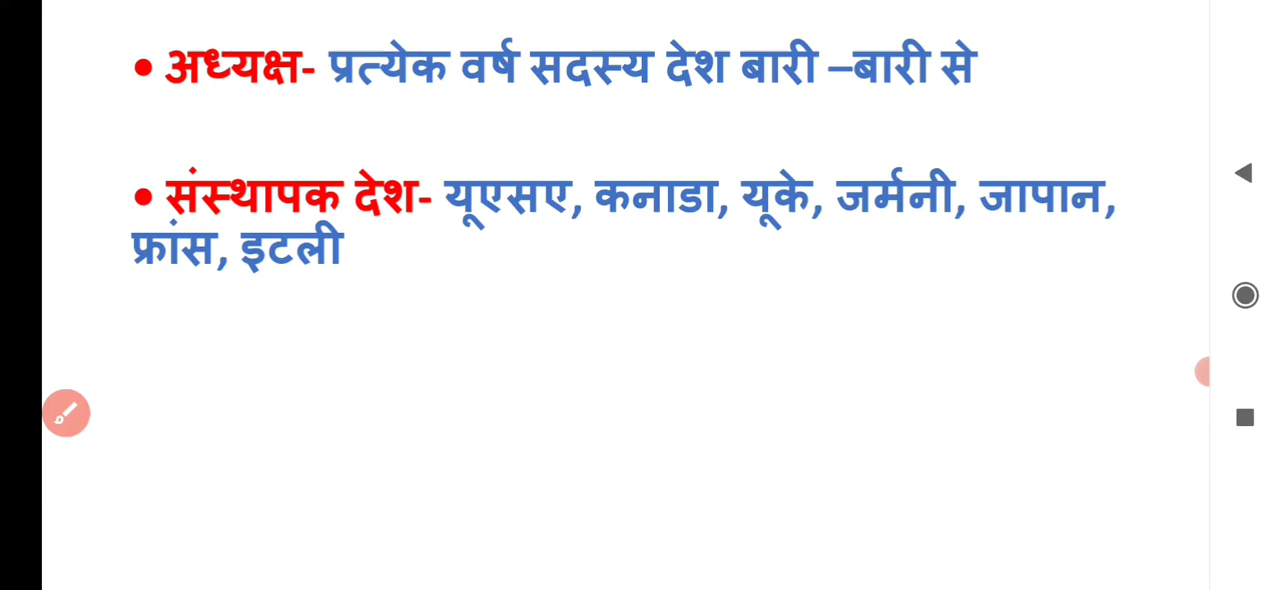 • अध्यक्ष- प्रत्येक वर्ष सदस्य देश बारी –बारी से
• संस्थापक देश- यूएसए, कनाडा, यूके, जर्मनी, जापान,
फ्रांस, इटली